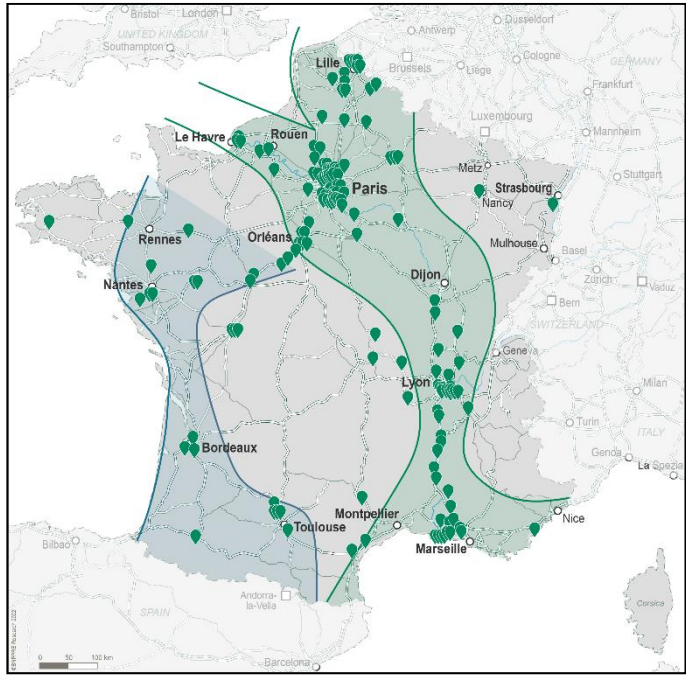 Bristol
London
Antwerp
Düsseldorf
UNITED KINGDOM
Southampton
Lille
Brussels
Cologne
Liège
GERMANY
Frankfurt
Luxembourg
Mannheim
Le Havre
Rouen
Metz
Stuttgart
Paris
Strasbourg
Nancy
Rennes
Orléans
Mulhouse
Basel
Dijon
Zürich
Nantes
Vaduz
Bern
SWITZERLAND
Geneva
Lyon
Milan
Turin
ITALY
Bordeaux
Genoa
La Spezia
Montpellier
Nice
Toulouse
Marseille
Bilbao
Andorra-
la-Vella
Corsica
SPAIN
Barcelona
0 50 100 km